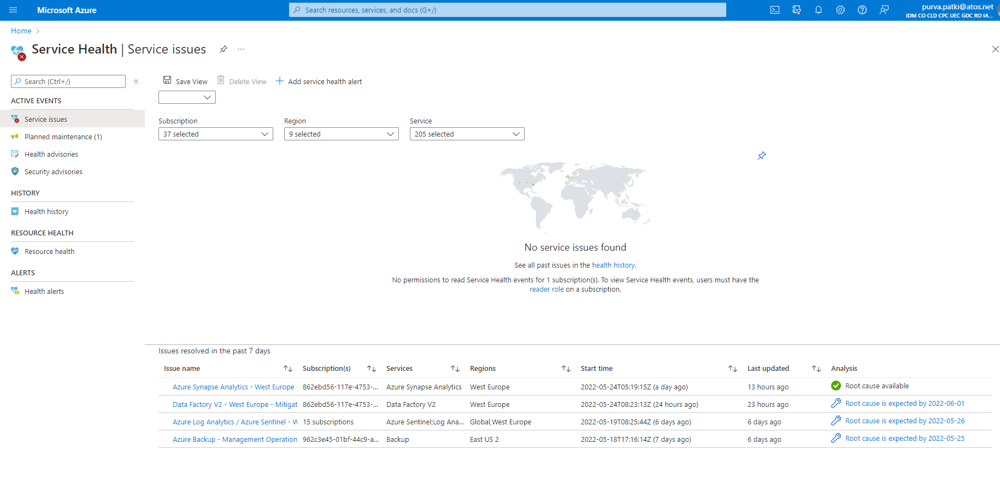 Microsoft Azure
Search resources, services, and docs (G+/)
purva.patki@atos.net
IDM CO CLD CPC UEC GDC RO IA...
Home
Service Health | Service issues
Search (Ctrl+/)
ACTIVE EVENTS
Service issues
Planned maintenance (1)
Health advisories
Security advisories
HISTORY
Health history
RESOURCE HEALTH
Resource health
ALERTS
Health alerts
Save View
Delete View
Add service health alert
Subscription
Region
Service
37 selected
9 selected
205 selected
No service issues found
See all past issues in the health history.
No permissions to read Service Health events for 1 subscription(s). To view Service Health events, users must have the
reader role on a subscription.
Issues resolved in the past 7 days
Issue name Subscription(s) Services Regions Start time Last updated Analysis
Azure Synapse Analytics - West Europe - 862ebd56-117e-4753-... Azure Synapse Analytics West Europe 2022-05-24T05:19:15Z (a day ago) 13 hours ago Root cause available
Data Factory V2 - West Europe - Mitigat 862ebd56-117e-4753-... Data Factory V2 West Europe 2022-05-24T08:23:13Z (24 hours ago) 23 hours ago Root cause is expected by 2022-06-01
Azure Log Analytics / Azure Sentinel - W 15 subscriptions Azure Sentinel;Log Ana... Global,West Europe 2022-05-19T08:25:44Z (6 days ago) 6 days ago Root cause is expected by 2022-05-26
Azure Backup - Management Operation 962c3e45-01bf-44c9-a... Backup East US 2 2022-05-18T17:16:14Z (7 days ago) 6 days ago Root cause is expected by 2022-05-25